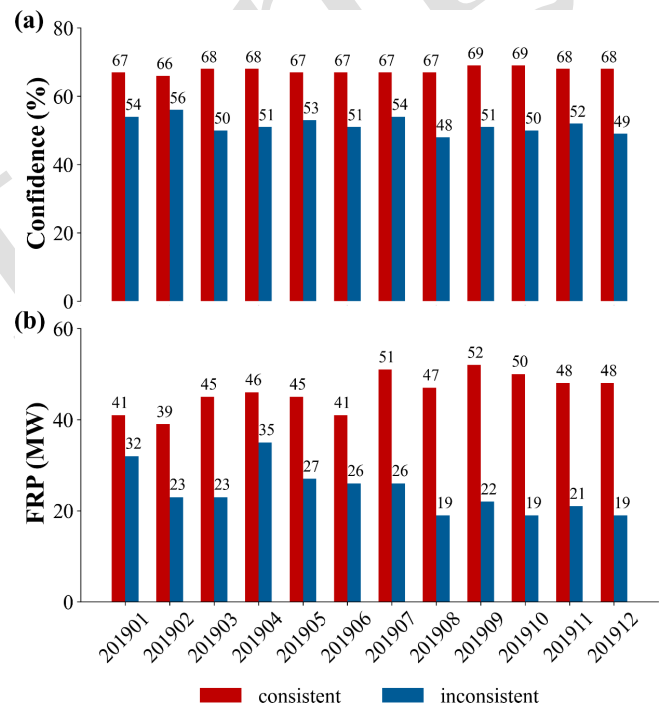 (a)
80
67 66 68 68 67 67 67 67 69 69 68 68
60
54 56 50 51 53 51 54 48 51 50 52 49
Confidence (%)
40
20
0
(b)
60
41 39 45 46 45 41 51 47 52 50 48 48
40
32 23 23 35 27 26 26 19 22 19 21 19
FRP (MW)
20
0
201901 201902 201903 201904 201905 201906 201907 201908 201909 201910 201911 201912
consistent inconsistent